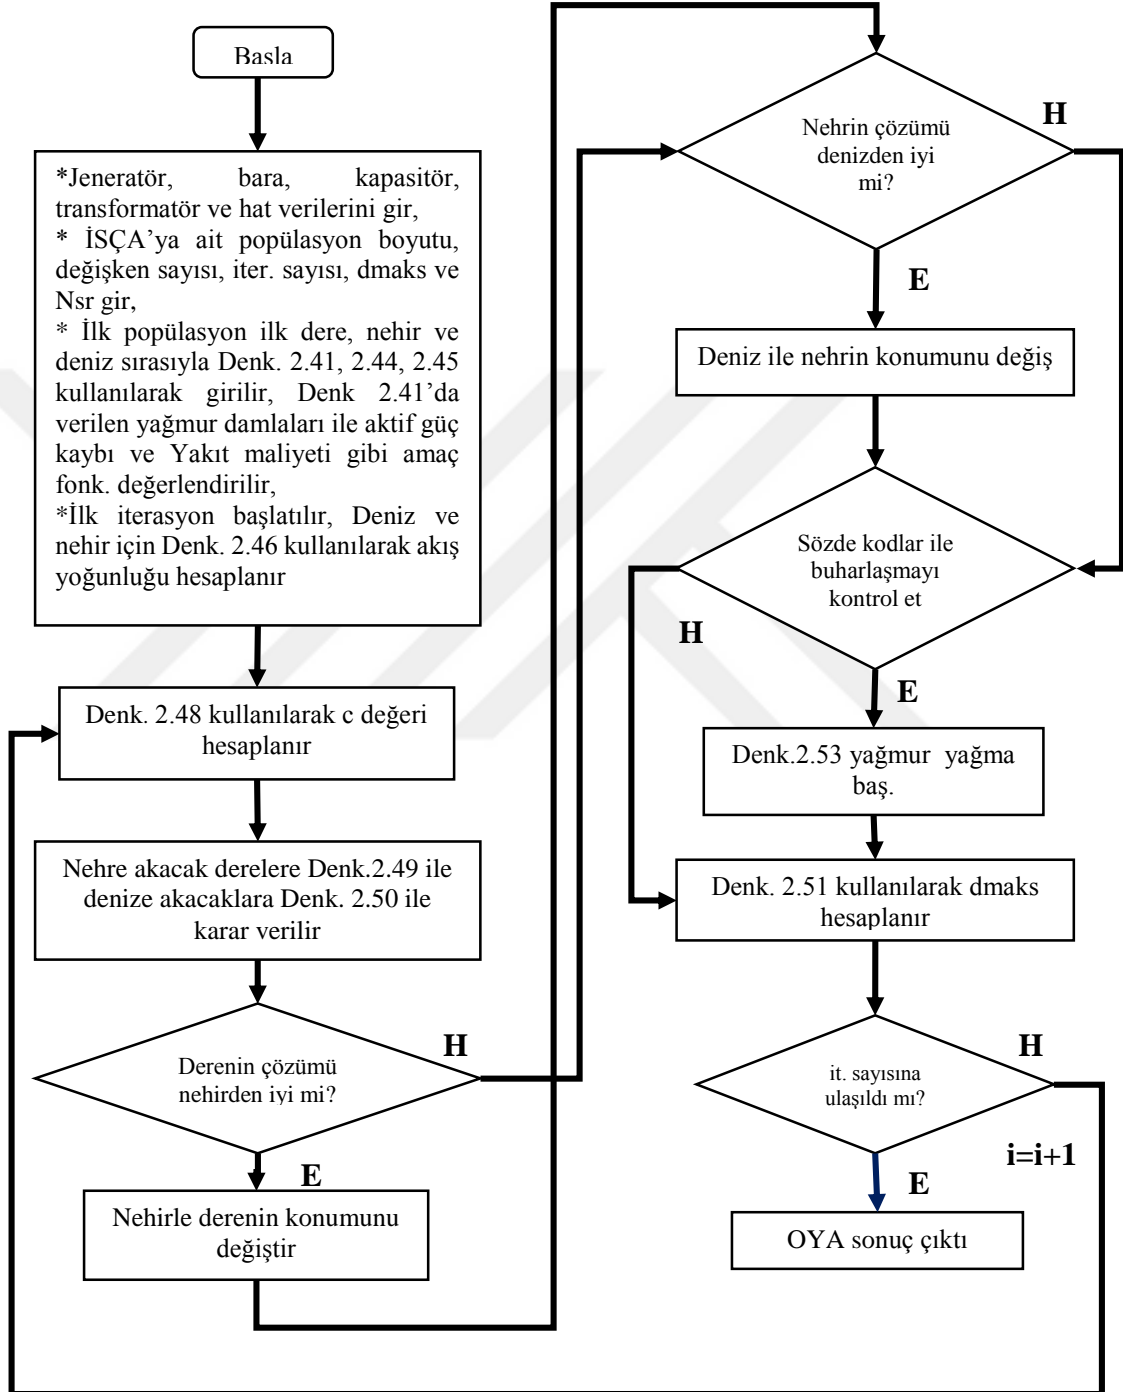 Basla
*Jeneratör, bara, kapasitör,
transformatör ve hat verilerini gir,
* İSÇA’ya ait popülasyon boyutu,
değişken sayısı, iter. sayısı, dmaks ve
Nsr gir,
* İlk popülasyon ilk dere, nehir ve
deniz sırasıyla Denk. 2.41, 2.44, 2.45
kullanılarak girilir, Denk 2.41’da
verilen yağmur damlaları ile aktif güç
kaybı ve Yakıt maliyeti gibi amaç
fonk. değerlendirilir,
*İlk iterasyon başlatılır, Deniz ve
nehir için Denk. 2.46 kullanılarak akış
yoğunluğu hesaplanır
Denk. 2.48 kullanılarak c değeri
hesaplanır
Nehre akacak derelere Denk.2.49 ile
denize akacaklara Denk. 2.50 ile
karar verilir
Derenin çözümü
nehirden iyi mi?
H
E
Nehirle derenin konumunu
değiştir
Nehrin çözümü
denizden iyi
mi?
H
E
Deniz ile nehrin konumunu değiş
Sözde kodlar ile
buharlaşmayı
kontrol et
H
E
Denk.2.53 yağmur yağma
baş.
Denk. 2.51 kullanılarak dmaks
hesaplanır
it. sayısına
ulaşıldı mı?
H
i=i+1
E
OYA sonuç çıktı